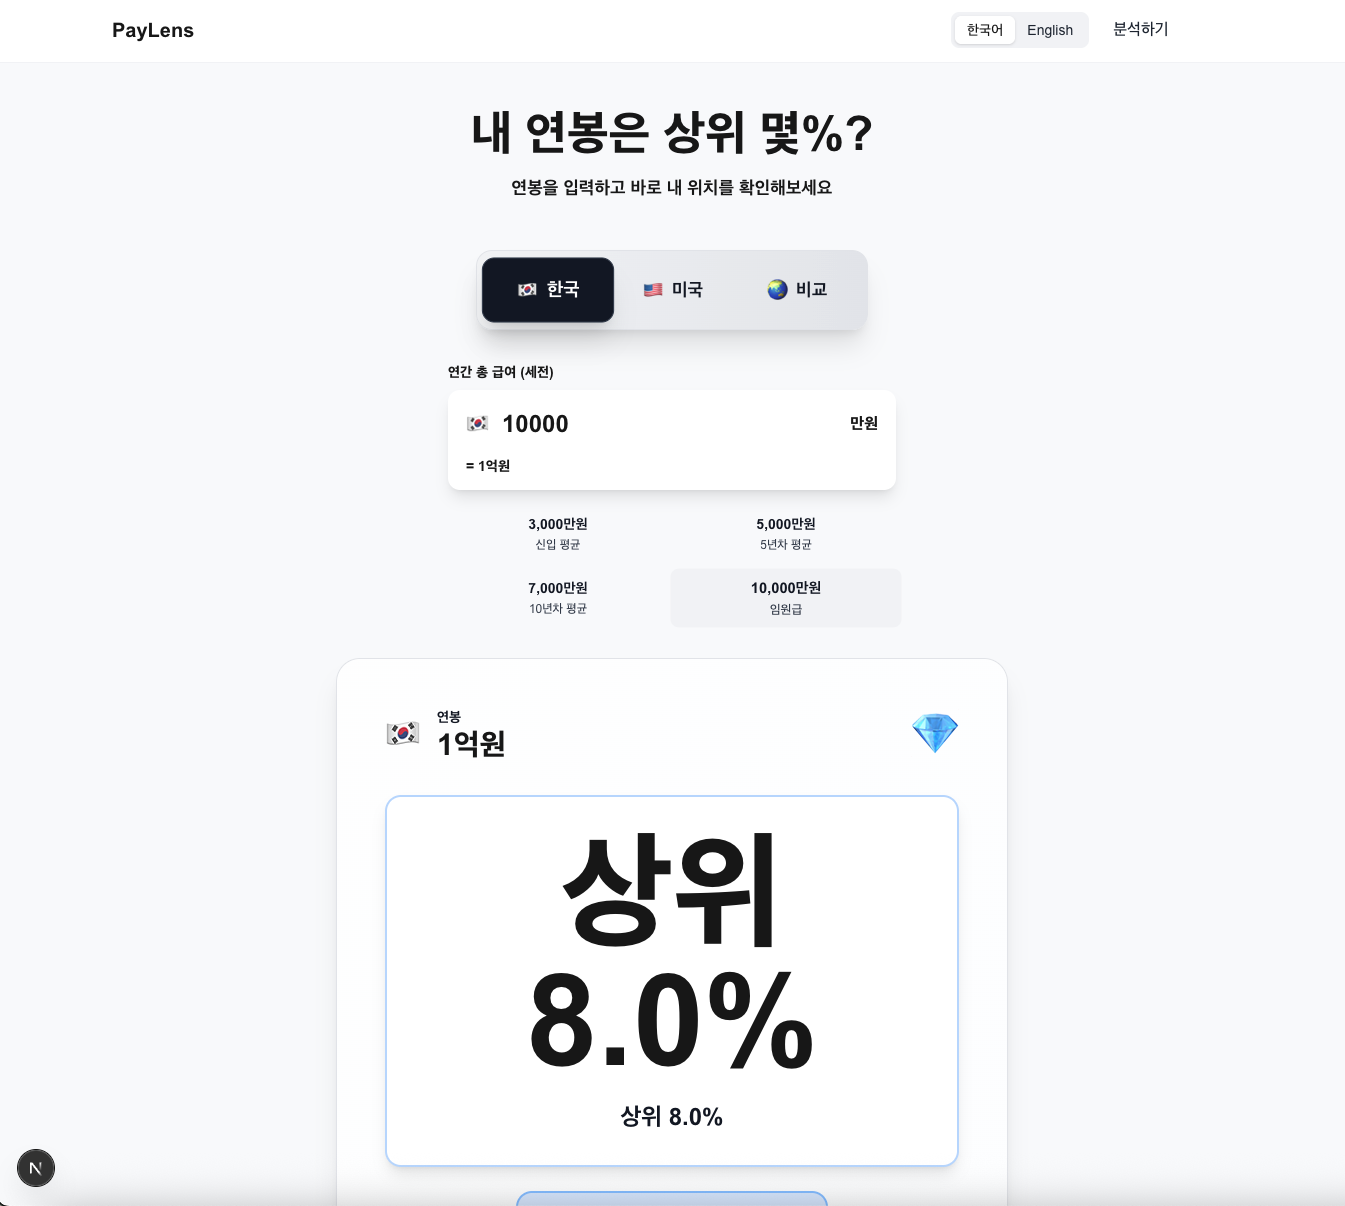 PayLens
한국어 English 분석하기
내 연봉은 상위 몇%?
연봉을 입력하고 바로 내 위치를 확인해보세요
한국 미국 비교
연간 총 급여 (세전)
10000 만원
= 1억원
3,000만원 5,000만원
신입 평균 5년차 평균
7,000만원 10,000만원
10년차 평균 임원급
연봉
1억원
상위
8.0%
상위 8.0%
N